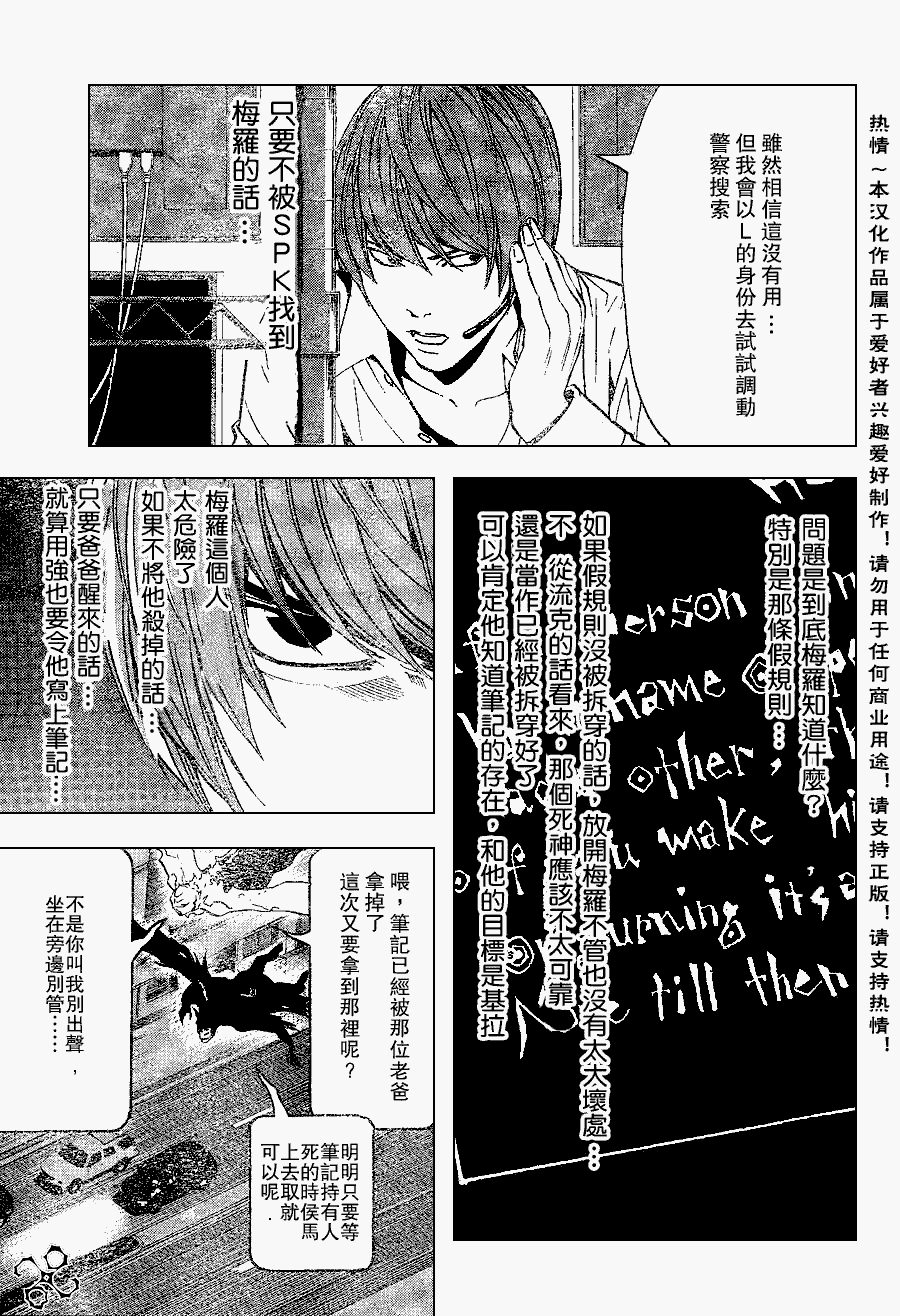 雖然相信這沒有用…
但我會以L的身份去試試調動
警察搜索
只要不被SPK找到
梅羅的話…
問題是到底梅羅知道什麼？
特別是那條假規則…
如果假規則沒被拆穿的話，放開梅羅不管也沒有太大壞處…
不 從流克的話看來，那個死神應該不太可靠
還是當作已經被拆穿好了
可以肯定他知道筆記的存在，和他的目標是基拉
erson
name
other,
u make hi
urning it's a
Ne till then
梅羅這個人
太危險了
如果不將他殺掉的話…
只要爸爸醒來的話…
就算用強也要令他寫上筆記…
喂，筆記已經被那位老爸
拿掉了
這次又要拿到那裡呢？
明明只要等
筆記持有人
死的時侯馬
上去取就
可以呢．
不是你叫我別出聲，
坐在旁邊別管……
热情～本汉化作品属于爱好者兴趣爱好制作！请勿用于任何商业用途！请支持正版！请支持热情！